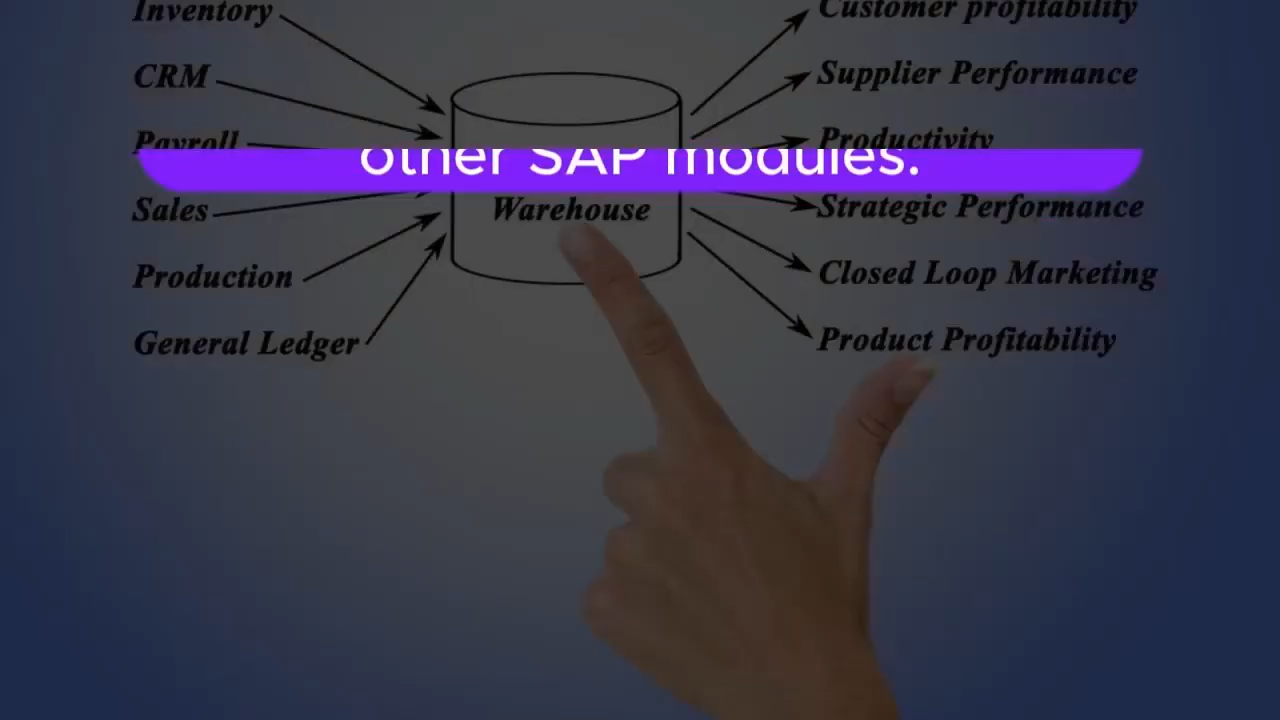 Inventory
CRM
Payroll
Sales
Production
General Ledger
other SAP modules.
Warehouse
Customer profitability
Supplier Performance
Productivity
Strategic Performance
Closed Loop Marketing
Product Profitability